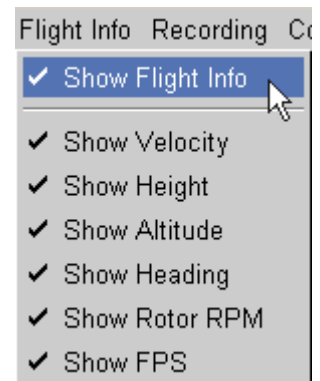 Flight Info Recording Co
Show Flight Info
Show Velocity
Show Height
Show Altitude
Show Heading
Show Rotor RPM
Show FPS